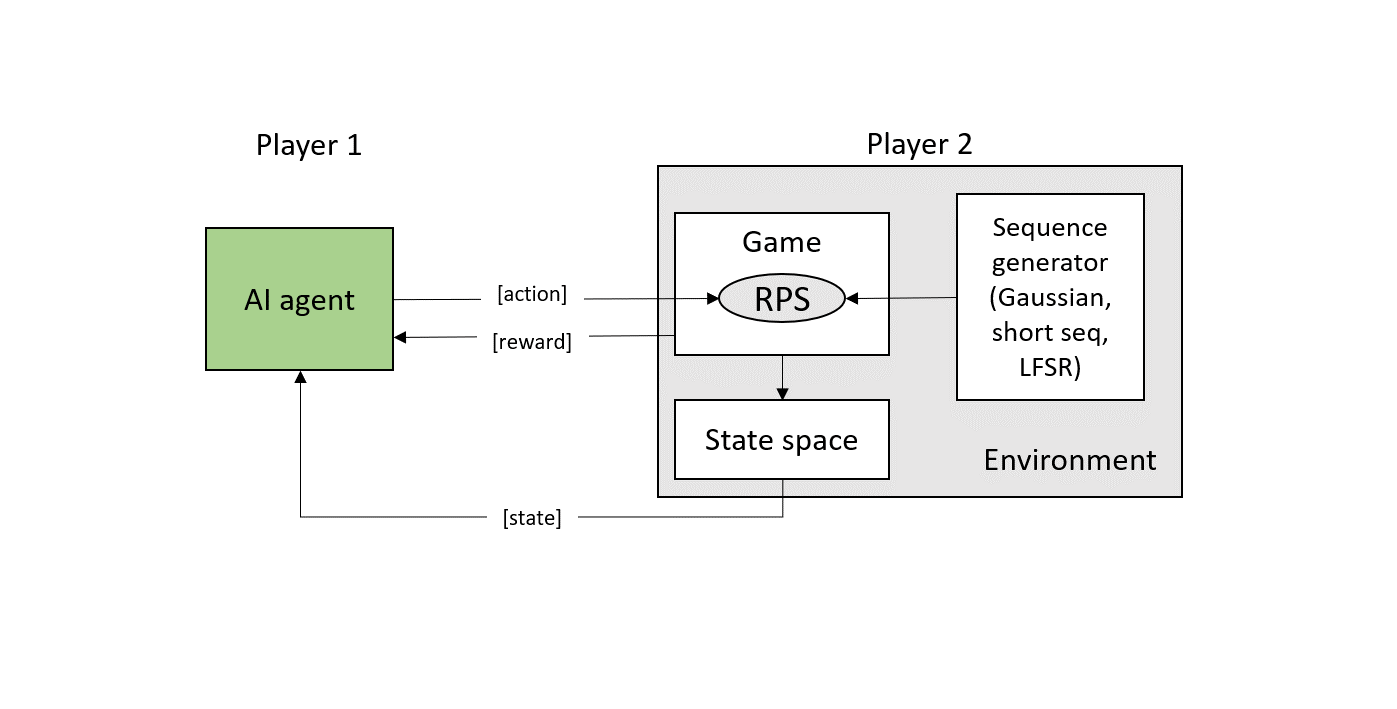 Player 1
Player 2
AI agent
[action]
[reward]
Game
RPS
Sequence
generator
(Gaussian,
short seq,
LFSR)
State space
Environment
[state]